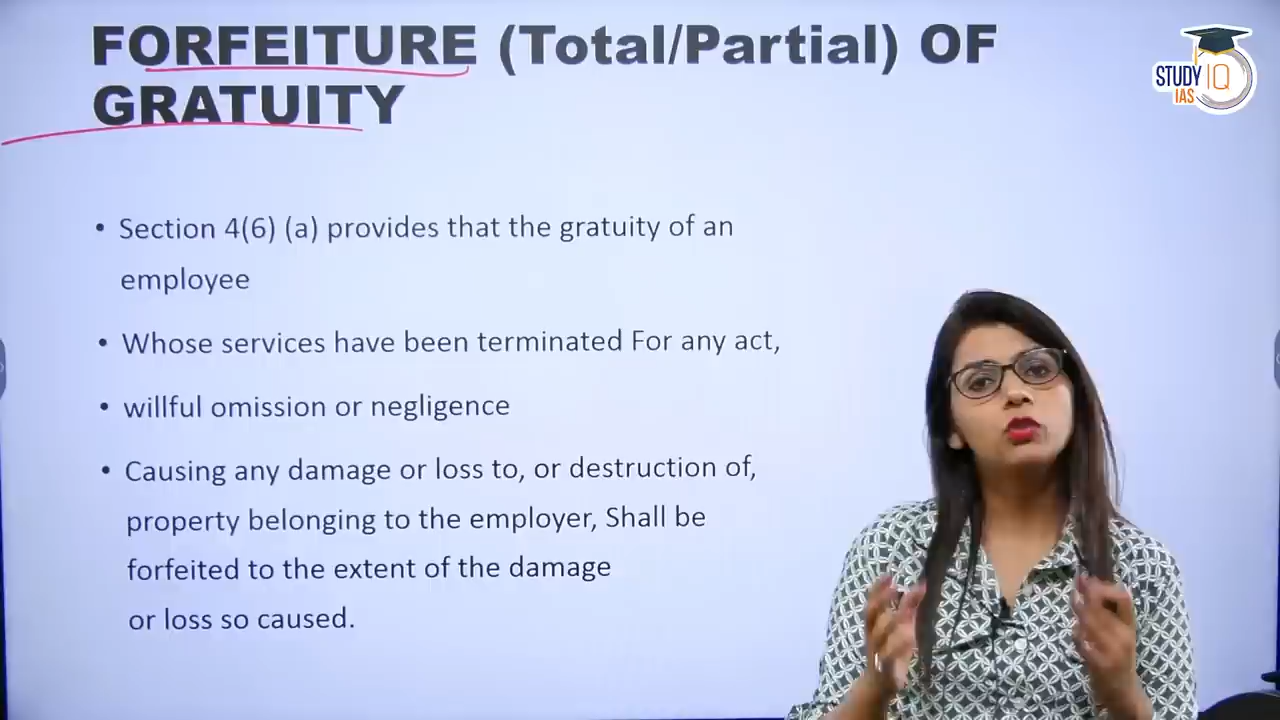 FORFEITURE (Total/Partial) OF
GRATUITY
STUDY IQ
IAS
• Section 4(6) (a) provides that the gratuity of an
employee
• Whose services have been terminated For any act,
• willful omission or negligence
• Causing any damage or loss to, or destruction of,
property belonging to the employer, Shall be
forfeited to the extent of the damage
or loss so caused.